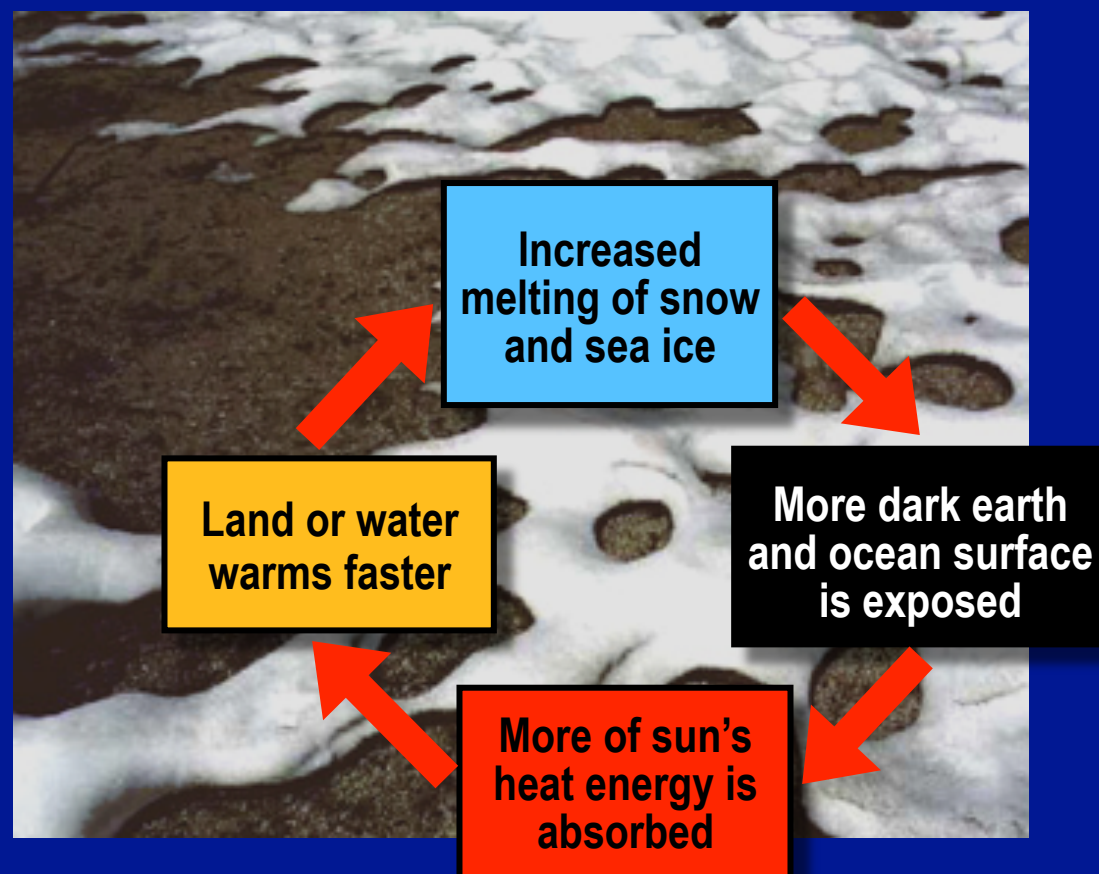 Increased
melting of snow
and sea ice
Land or water
warms faster
More dark earth
and ocean surface
is exposed
More of sun’s
heat energy is
absorbed